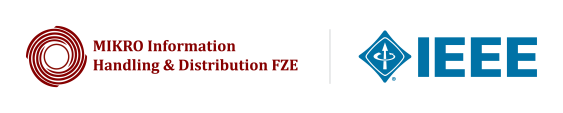 MIKRO Information
Handling & Distribution FZE
IEEE
®